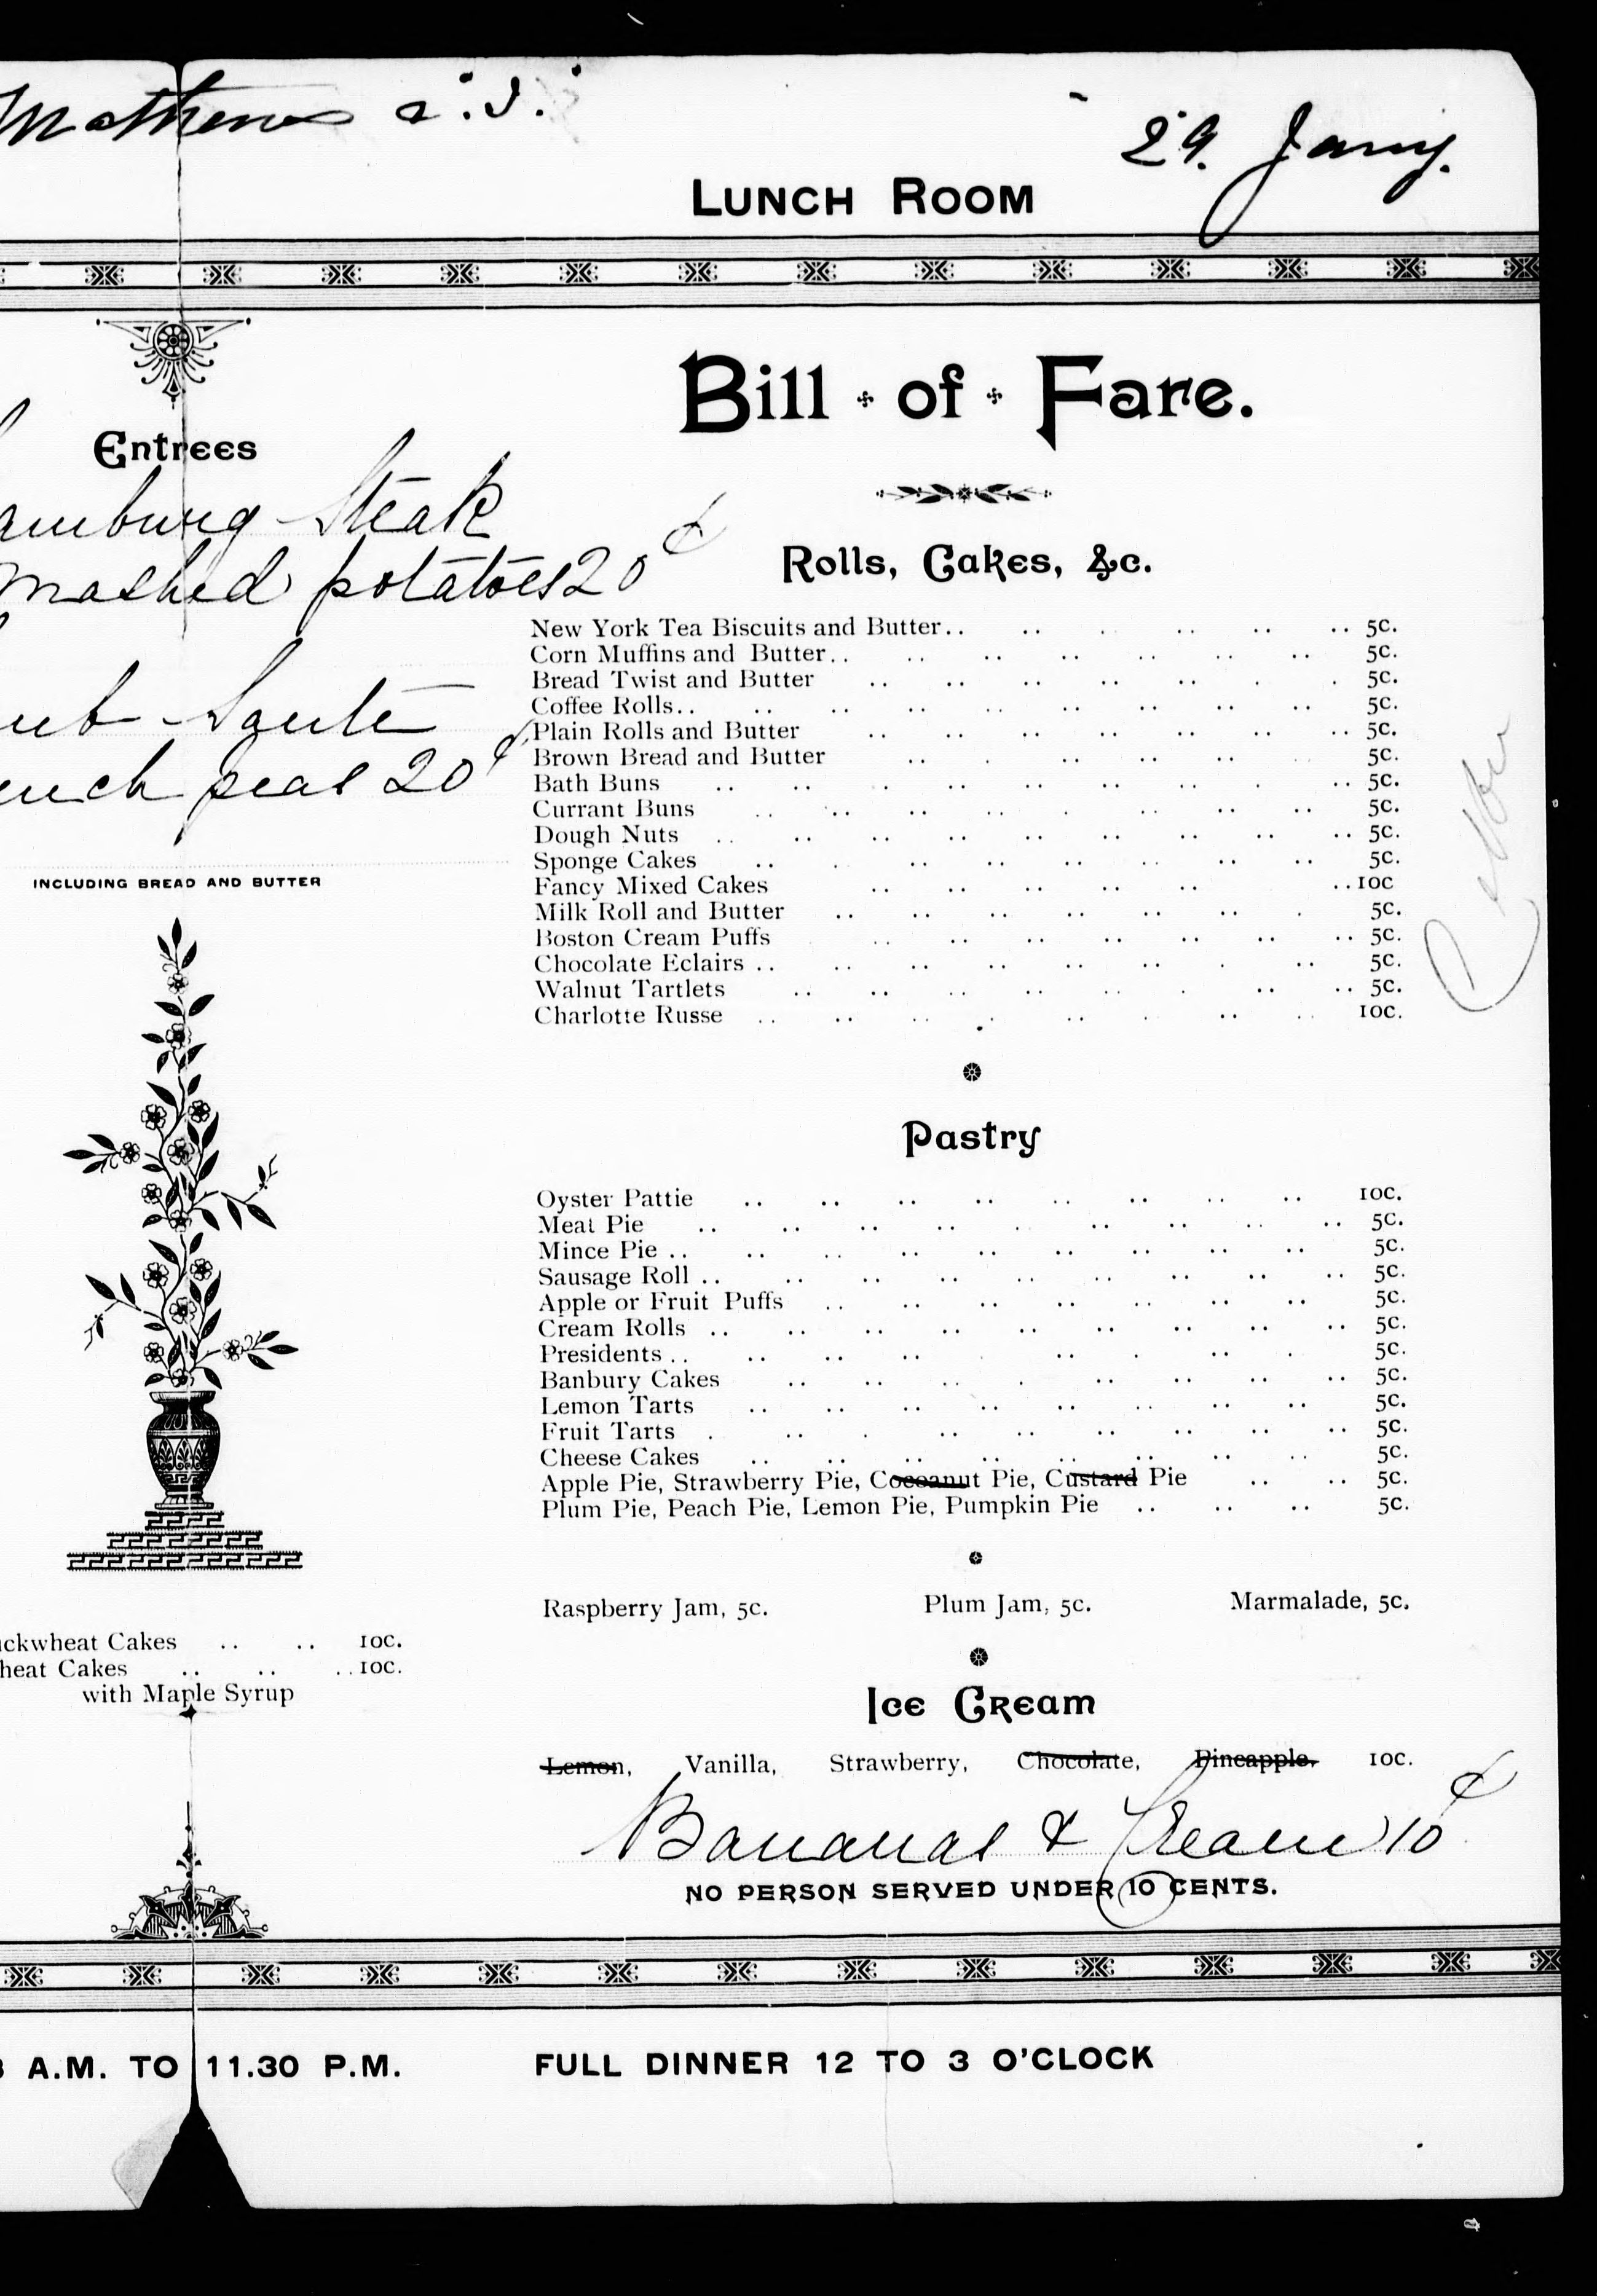 29. Jany.
LUNCH ROOM
Entrees
Steak
mashed potatoes 20¢
Sauté
peas 20¢
INCLUDING BREAD AND BUTTER
ckwheat Cakes .. .. 10C.
heat Cakes .. .. .. 10C.
with Maple Syrup
Bill of Fare.
Rolls, Cakes, &c.
New York Tea Biscuits and Butter.. .. .. .. .. .. 5C.
Corn Muffins and Butter.. .. .. .. .. .. .. 5C.
Bread Twist and Butter .. .. .. .. .. .. 5C.
Coffee Rolls.. .. .. .. .. .. .. .. .. 5C.
Plain Rolls and Butter .. .. .. .. .. .. .. 5C.
Brown Bread and Butter .. .. .. .. .. 5C.
Bath Buns .. .. .. .. .. .. .. .. 5C.
Currant Buns .. .. .. .. .. .. .. .. 5C.
Dough Nuts .. .. .. .. .. .. .. .. .. 5C.
Sponge Cakes .. .. .. .. .. .. .. .. 5C.
Fancy Mixed Cakes .. .. .. .. .. .. 10C
Milk Roll and Butter .. .. .. .. .. .. 5C.
Boston Cream Puffs .. .. .. .. .. .. .. 5C.
Chocolate Eclairs .. .. .. .. .. .. .. .. 5C.
Walnut Tartlets .. .. .. .. .. .. .. .. 5C.
Charlotte Russe .. .. .. .. .. .. .. .. 10C.
Pastry
Oyster Pattie .. .. .. .. .. .. .. .. 10C.
Meat Pie .. .. .. .. .. .. .. .. .. 5C.
Mince Pie .. .. .. .. .. .. .. .. .. 5C.
Sausage Roll .. .. .. .. .. .. .. .. .. 5C.
Apple or Fruit Puffs .. .. .. .. .. .. .. 5C.
Cream Rolls .. .. .. .. .. .. .. .. .. 5C.
Presidents .. .. .. .. .. .. .. 5C.
Banbury Cakes .. .. .. .. .. .. .. .. 5C.
Lemon Tarts .. .. .. .. .. .. .. .. 5C.
Fruit Tarts .. .. .. .. .. .. .. .. .. 5C.
Cheese Cakes .. .. .. .. .. .. .. .. 5C.
Apple Pie, Strawberry Pie, Cocoanut Pie, Custard Pie .. .. 5C.
Plum Pie, Peach Pie, Lemon Pie, Pumpkin Pie .. .. .. 5C.
Raspberry Jam, 5C. Plum Jam, 5C. Marmalade, 5C.
Ice Cream
Lemon, Vanilla, Strawberry, Chocolate, Pineapple, 10C.
Bananas & Cream 10¢
NO PERSON SERVED UNDER 10 CENTS.
A.M. TO 11.30 P.M. FULL DINNER 12 TO 3 O'CLOCK